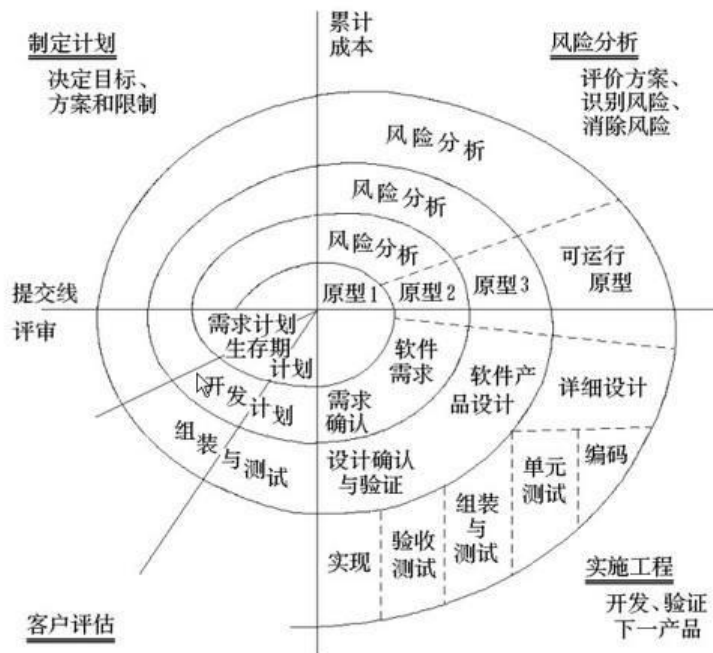 制定计划
决定目标、
方案和限制
累计
成本
风险分析
评价方案、
识别风险、
消除风险
风险分析
风险分析
风险分析
可运行
原型
原型1
原型2
原型3
提交线
评审
需求计划
生存期
计划
开发计划
组装与测试
软件
需求
需求
确认
软件产
品设计
详细设计
设计确认
与验证
实现
验收
测试
组装
与
测试
单元
测试
编码
实施工程
开发、验证
下一产品
客户评估